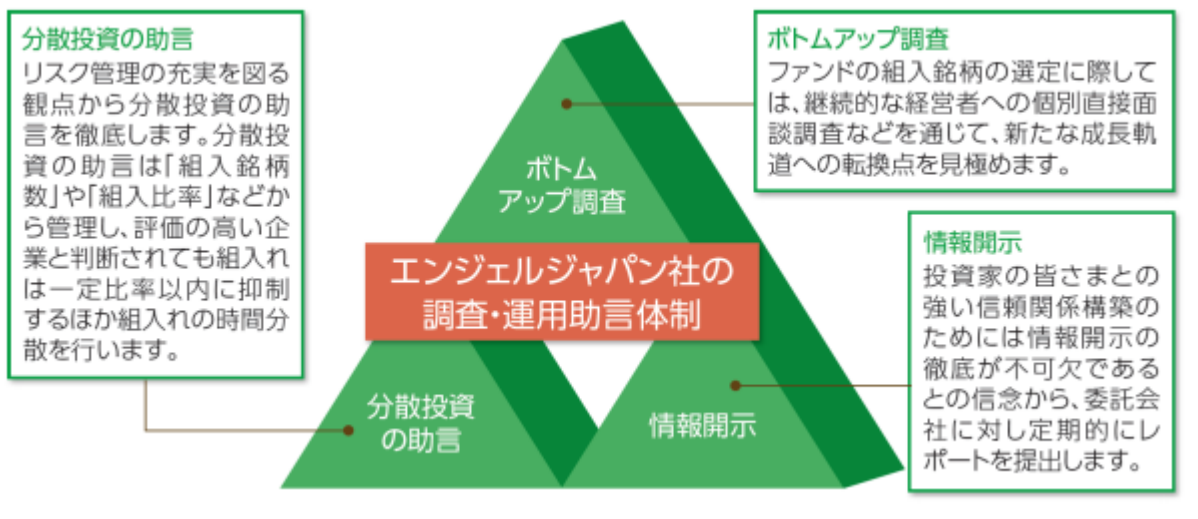 分散投資の助言
リスク管理の充実を図る
観点から分散投資の助
言を徹底します。分散投
資の助言は「組入銘柄
数」や「組入比率」などか
ら管理し、評価の高い企
業と判断されても組入れ
は一定比率以内に抑制
するほか組入れの時間分
散を行います。
ボトムアップ調査
ファンドの組入銘柄の選定に際して
は、継続的な経営者への個別直接面
談調査などを通じて、新たな成長軌
道への転換点を見極めます。
ボトム
アップ調査
エンジェルジャパン社の
調査・運用助言体制
分散投資
の助言
情報開示
情報開示
投資家の皆さまとの
強い信頼関係構築の
ためには情報開示の
徹底が不可欠である
との信念から、委託会
社に対し定期的にレ
ポートを提出します。